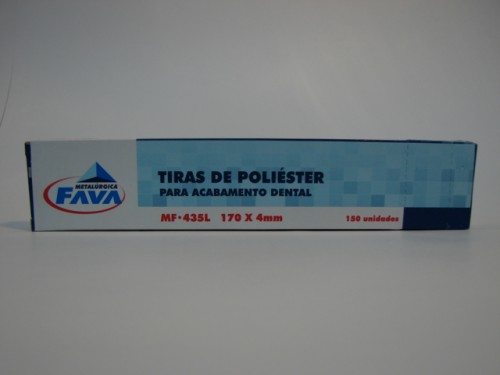 METALÚRGICA
FAVA
TIRAS DE POLIÉSTER
PARA ACABAMENTO DENTAL
MF·435L 170 X 4mm
150 unidades